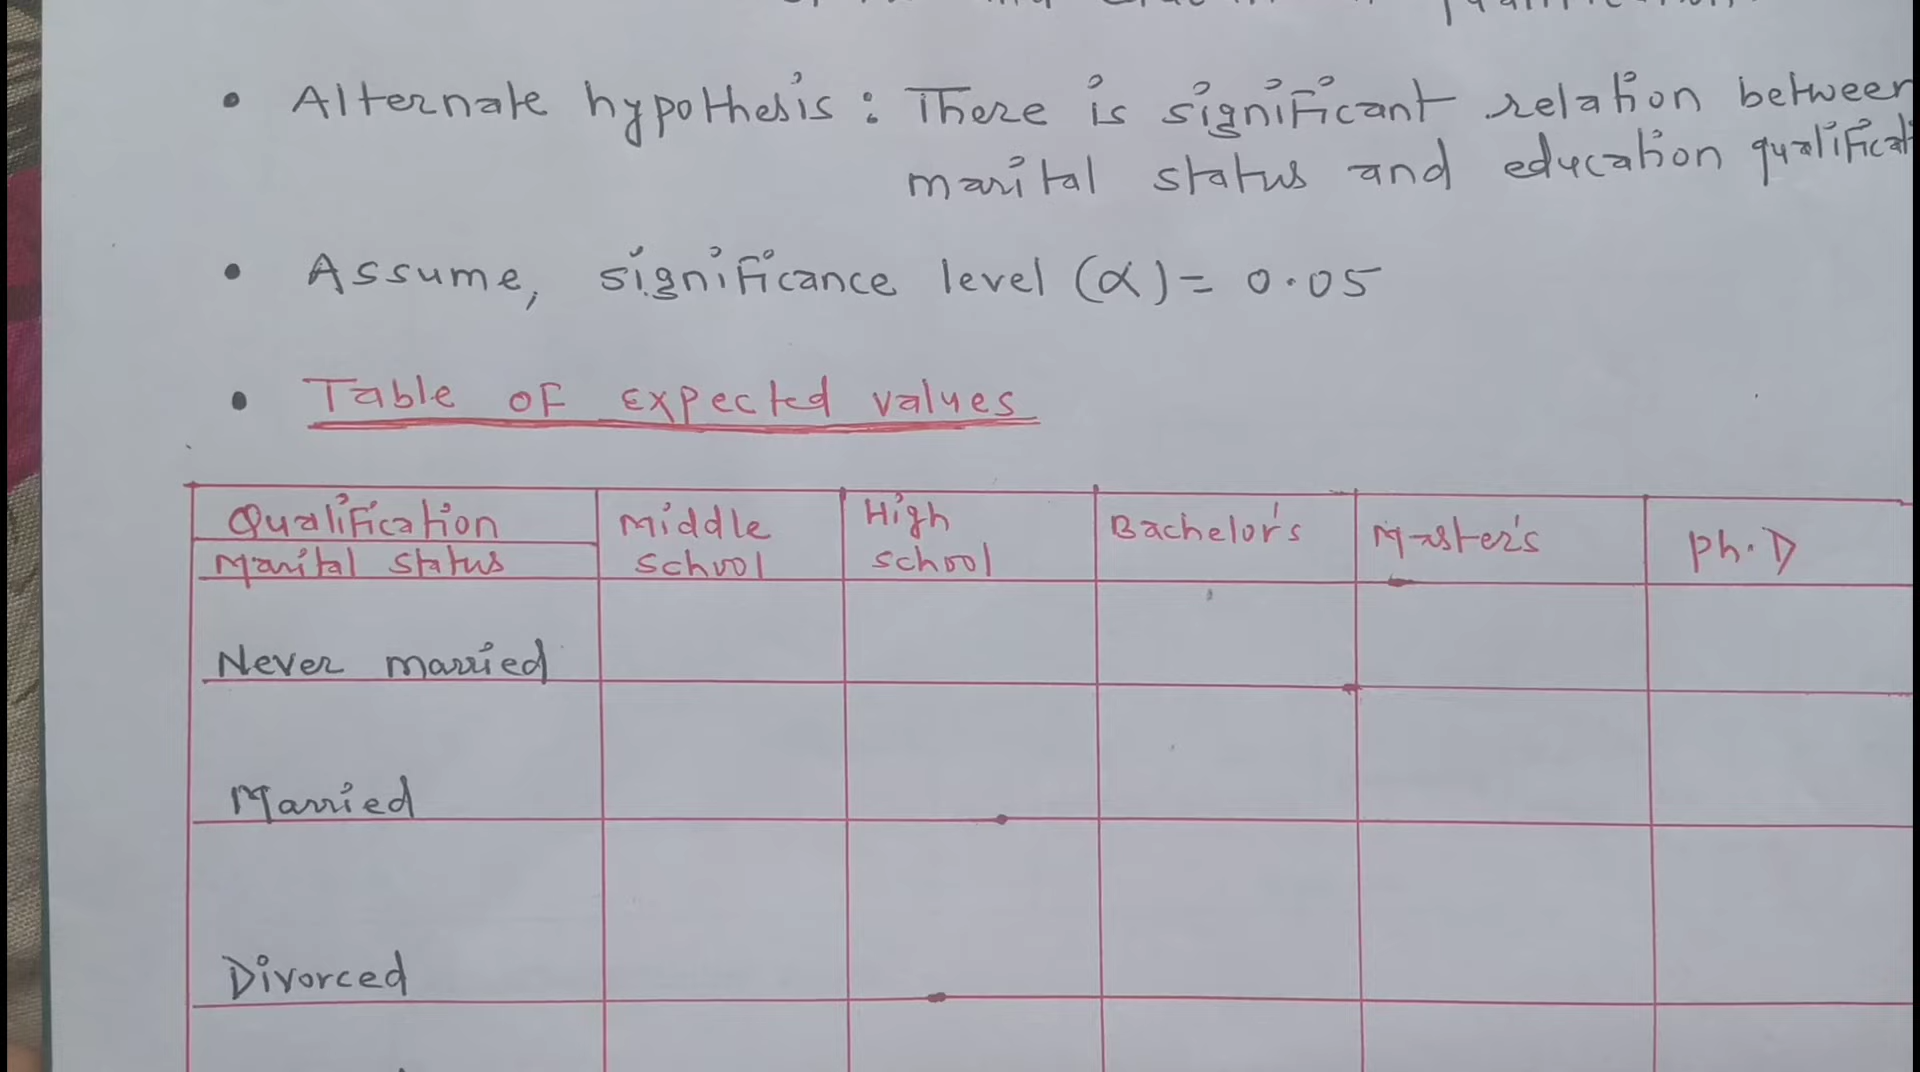 • Alternate hypothesis : There is significant relation between
marital status and education
• Assume, significance level (α) = 0.05
• Table of expected values
Qualification
Marital status
Middle school
High school
Bachelor's
Master's
Ph.D
Never married
Married
Divorced